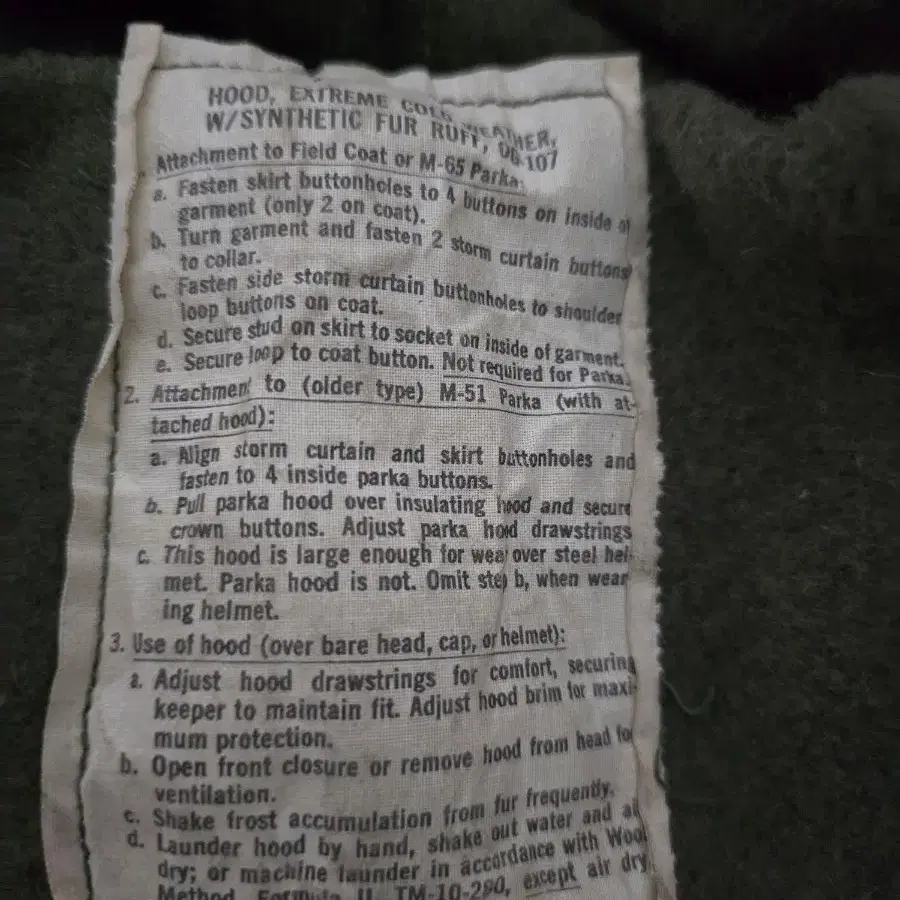 HOOD, EXTREME COLD WEATHER,
W/SYNTHETIC FUR RUFF, OG-107
Attachment to Field Coat or M-65 Parka:
a. Fasten skirt buttonholes to 4 buttons on inside of
garment (only 2 on coat).
b. Turn garment and fasten 2 storm curtain buttons
to collar.
c. Fasten side storm curtain buttonholes to shoulder
loop buttons on coat.
d. Secure stud on skirt to socket on inside of garment.
e. Secure loop to coat button. Not required for Parka.
2. Attachment to (older type) M-51 Parka (with at-
tached hood):
a. Align storm curtain and skirt buttonholes and
fasten to 4 inside parka buttons.
b. Pull parka hood over insulating hood and secure
crown buttons. Adjust parka hood drawstrings
c. This hood is large enough for wear over steel hel-
met. Parka hood is not. Omit step b, when wear
ing helmet.
3. Use of hood (over bare head, cap, or helmet):
a. Adjust hood drawstrings for comfort, securing
keeper to maintain fit. Adjust hood brim for maxi-
mum protection.
b. Open front closure or remove hood from head for
ventilation.
c. Shake frost accumulation from fur frequently.
d. Launder hood by hand, shake out water and ai
dry; or machine launder in accordance with Wool
Method Formula II, TM-10-290, except air dry